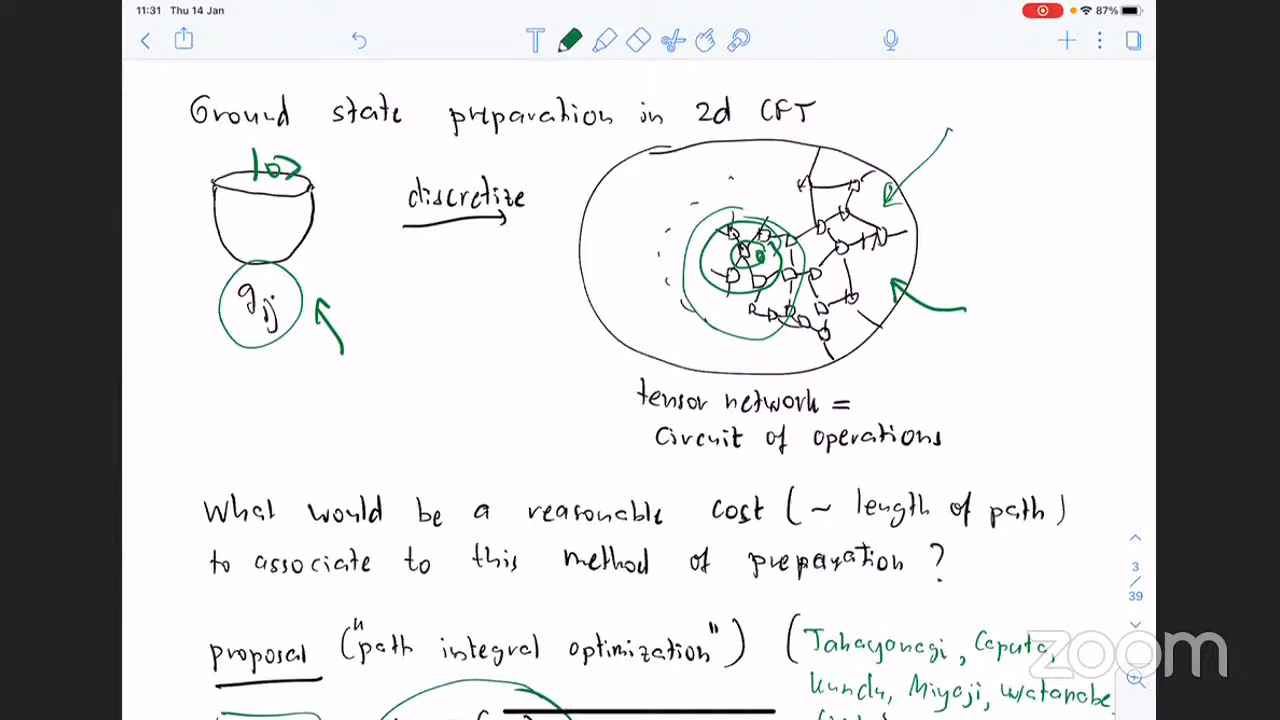 11:31 Thu 14 Jan
87%
Ground state preparation in 2d CFT
|0>
discretize
g_ij
tensor network =
circuit of operations
What would be a reasonable cost (~ length of path)
to associate to this method of preparation?
proposal ("path integral optimization") (Takayanagi, Caputa,
Kundu, Miyaji, Watanabe
3
/
39
zoom